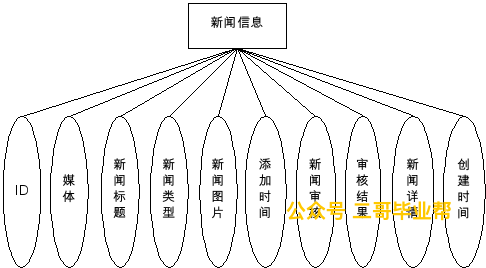 新闻信息
ID
媒体
新闻标题
新闻类型
新闻图片
添加时间
新闻审核
审核结果
新闻详情
创建时间
公众号 二哥毕业帮